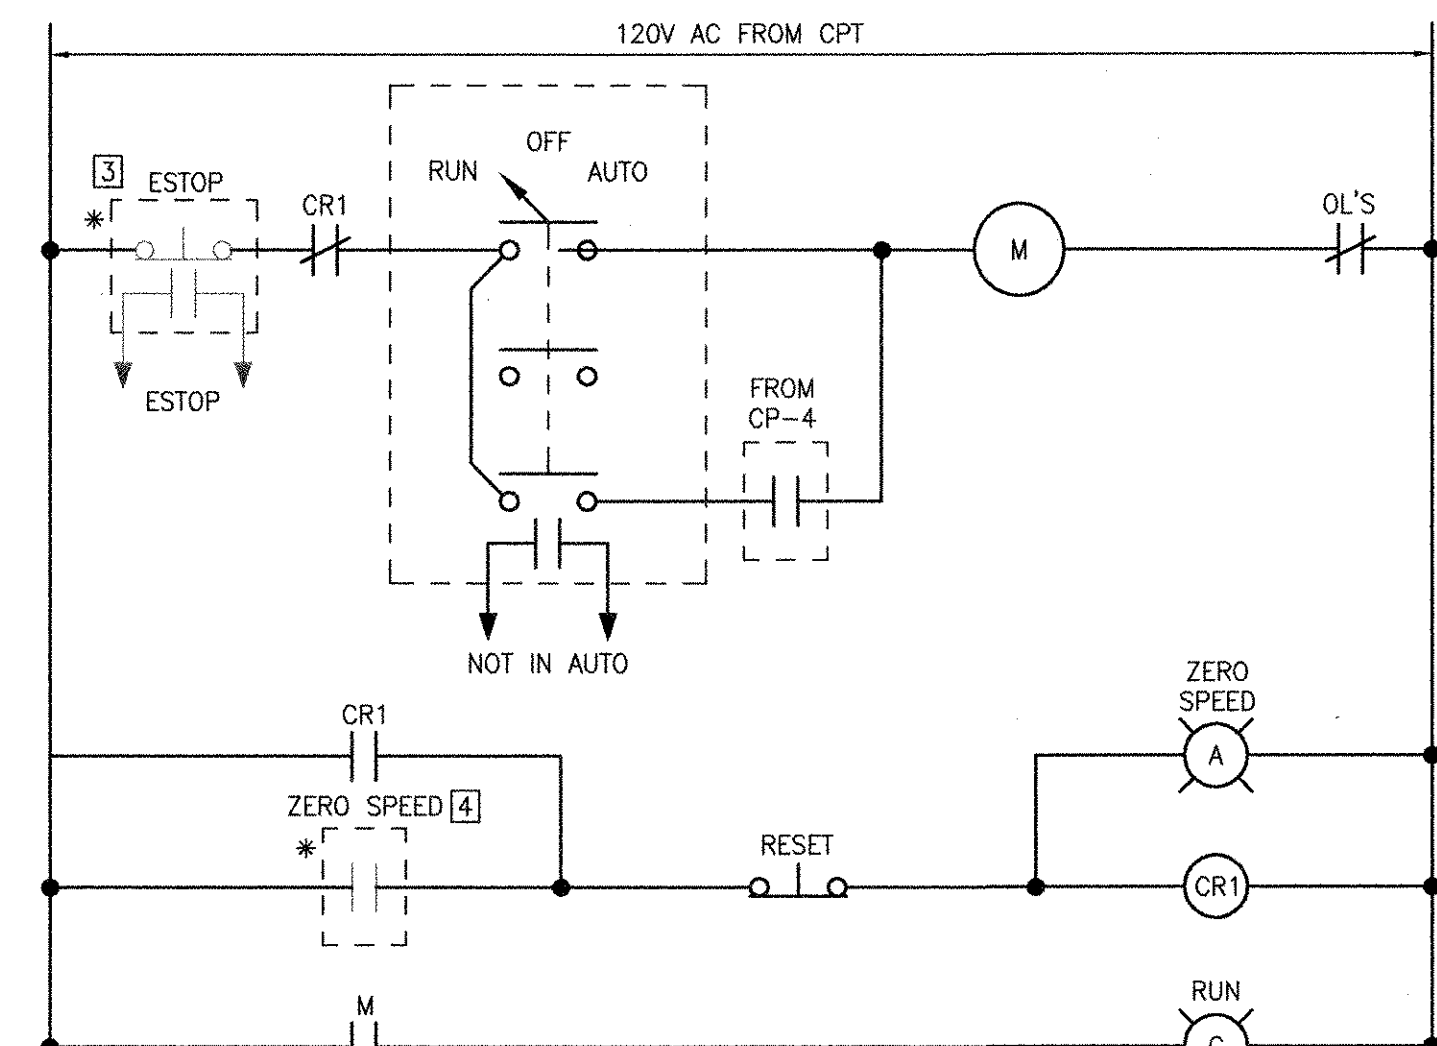 120V AC FROM CPT
OFF
RUN
AUTO
3
ESTOP
*
CR1
OL'S
M
ESTOP
FROM
CP-4
NOT IN AUTO
ZERO
SPEED
CR1
A
ZERO SPEED 4
*
RESET
CR1
M
RUN